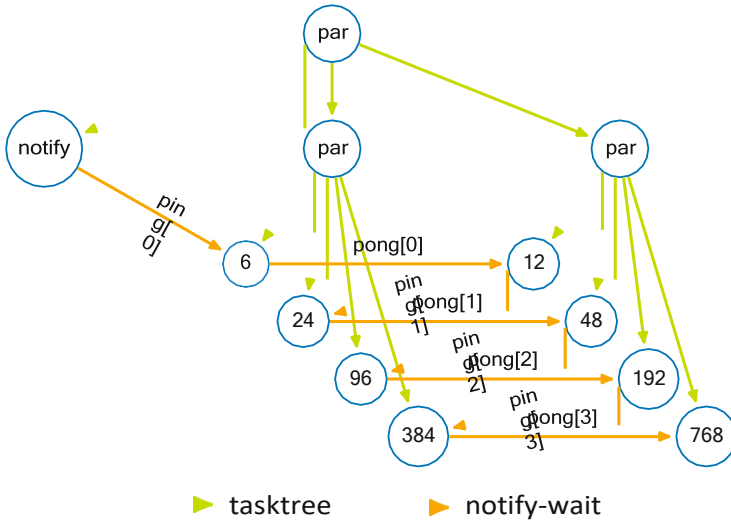 par
notify
par
par
pin
g[
0]
6
pong[0]
12
pin
g[
1]
pong[1]
24
48
pin
g[
2]
pong[2]
96
192
pin
g[
3]
pong[3]
384
768
tasktree
notify-wait